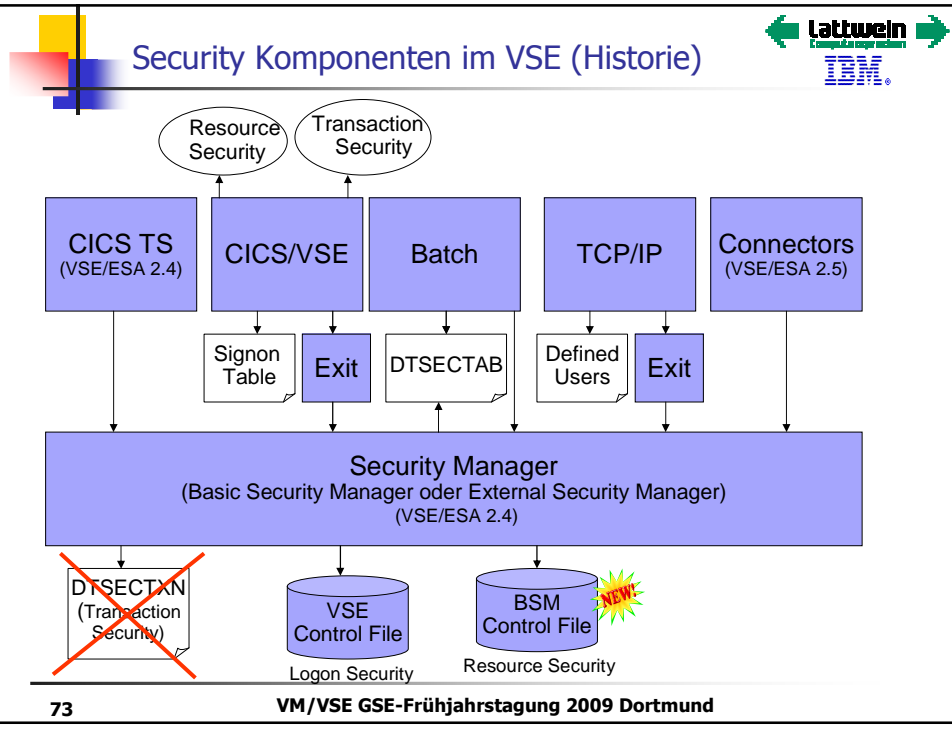 Security Komponenten im VSE (Historie)
Lattwein
IBM
Resource
Security
Transaction
Security
CICS TS
(VSE/ESA 2.4)
CICS/VSE
Batch
TCP/IP
Connectors
(VSE/ESA 2.5)
Signon
Table
Exit
DTSECTAB
Defined
Users
Exit
Security Manager
(Basic Security Manager oder External Security Manager)
(VSE/ESA 2.4)
DTSECTXN
(Transaction
Security)
VSE
Control File
Logon Security
BSM
Control File
NEW!
Resource Security
73
VM/VSE GSE-Frühjahrstagung 2009 Dortmund